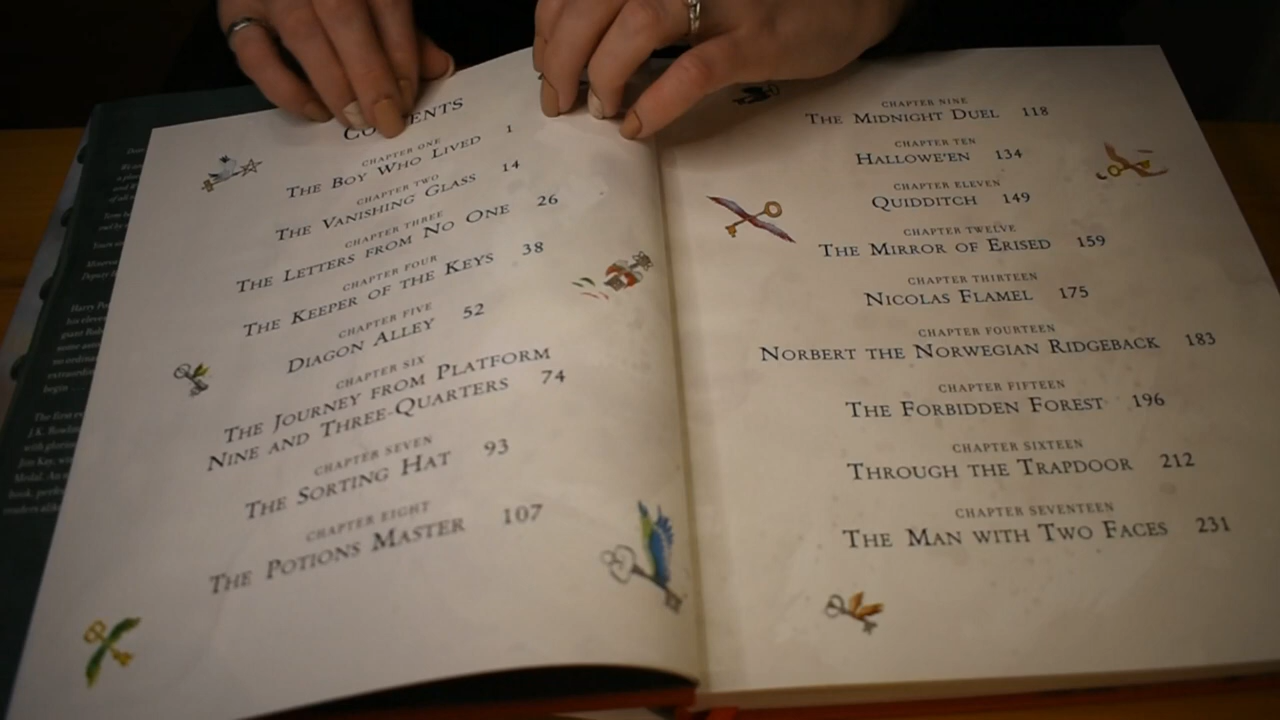 CONTENTS
CHAPTER ONE
THE BOY WHO LIVED 1
CHAPTER TWO
THE VANISHING GLASS 14
CHAPTER THREE
THE LETTERS FROM NO ONE 26
CHAPTER FOUR
THE KEEPER OF THE KEYS 38
CHAPTER FIVE
DIAGON ALLEY 52
CHAPTER SIX
THE JOURNEY FROM PLATFORM
NINE AND THREE-QUARTERS 74
CHAPTER SEVEN
THE SORTING HAT 93
CHAPTER EIGHT
THE POTIONS MASTER 107
CHAPTER NINE
THE MIDNIGHT DUEL 118
CHAPTER TEN
HALLOWE'EN 134
CHAPTER ELEVEN
QUIDDITCH 149
CHAPTER TWELVE
THE MIRROR OF ERISED 159
CHAPTER THIRTEEN
NICOLAS FLAMEL 175
CHAPTER FOURTEEN
NORBERT THE NORWEGIAN RIDGEBACK 183
CHAPTER FIFTEEN
THE FORBIDDEN FOREST 196
CHAPTER SIXTEEN
THROUGH THE TRAPDOOR 212
CHAPTER SEVENTEEN
THE MAN WITH TWO FACES 231